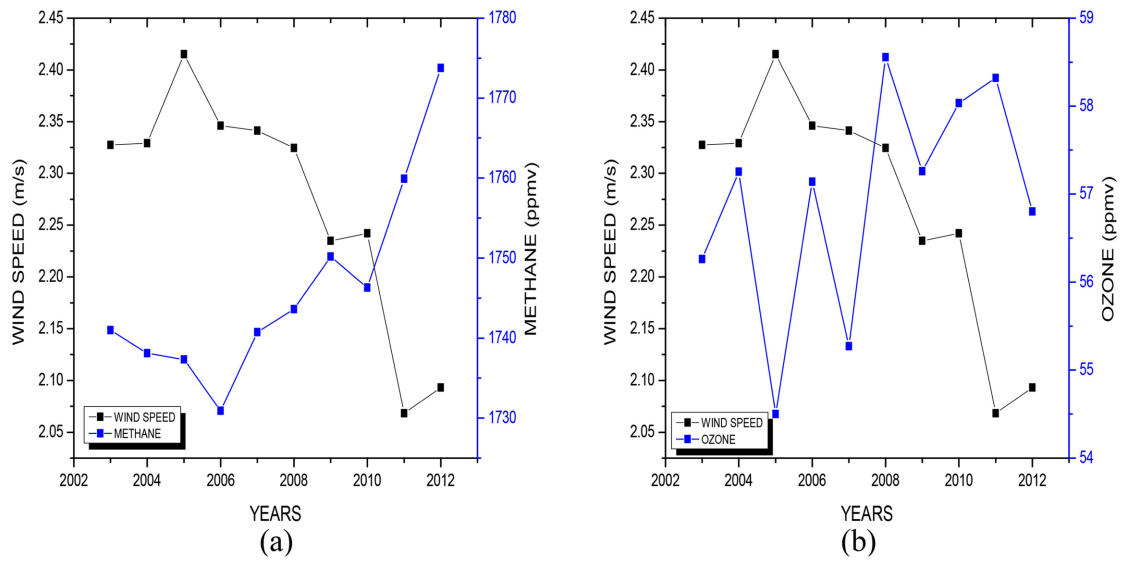 2.45
2.40
2.35
2.30
2.25
2.20
2.15
2.10
2.05
WIND SPEED (m/s)
1780
1770
1760
1750
1740
1730
METHANE (ppmv)
WIND SPEED
METHANE
2002 2004 2006 2008 2010 2012
YEARS
(a)
2.45
2.40
2.35
2.30
2.25
2.20
2.15
2.10
2.05
WIND SPEED (m/s)
59
58
57
56
55
54
OZONE (ppmv)
WIND SPEED
OZONE
2002 2004 2006 2008 2010 2012
YEARS
(b)